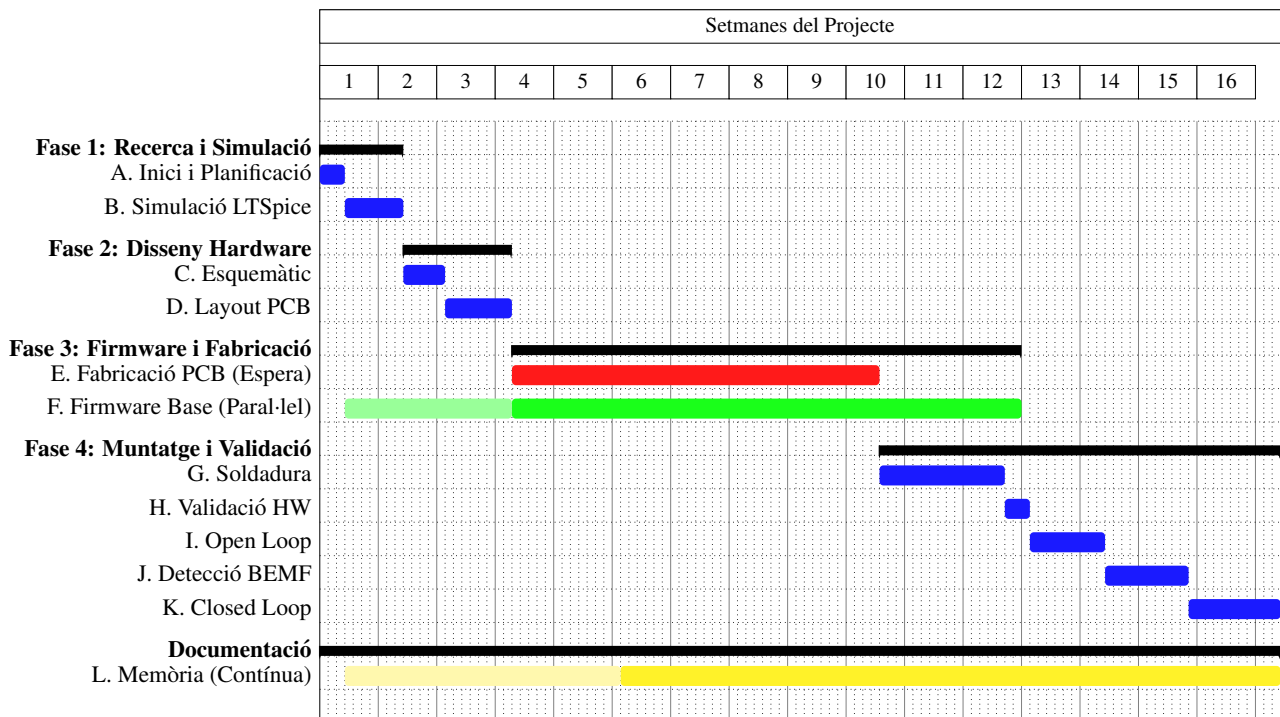 Setmanes del Projecte
1 2 3 4 5 6 7 8 9 10 11 12 13 14 15 16
Fase 1: Recerca i Simulació
A. Inici i Planificació
B. Simulació LTSpice
Fase 2: Disseny Hardware
C. Esquemàtic
D. Layout PCB
Fase 3: Firmware i Fabricació
E. Fabricació PCB (Espera)
F. Firmware Base (Paral·lel)
Fase 4: Muntatge i Validació
G. Soldadura
H. Validació HW
I. Open Loop
J. Detecció BEMF
K. Closed Loop
Documentació
L. Memòria (Contínua)